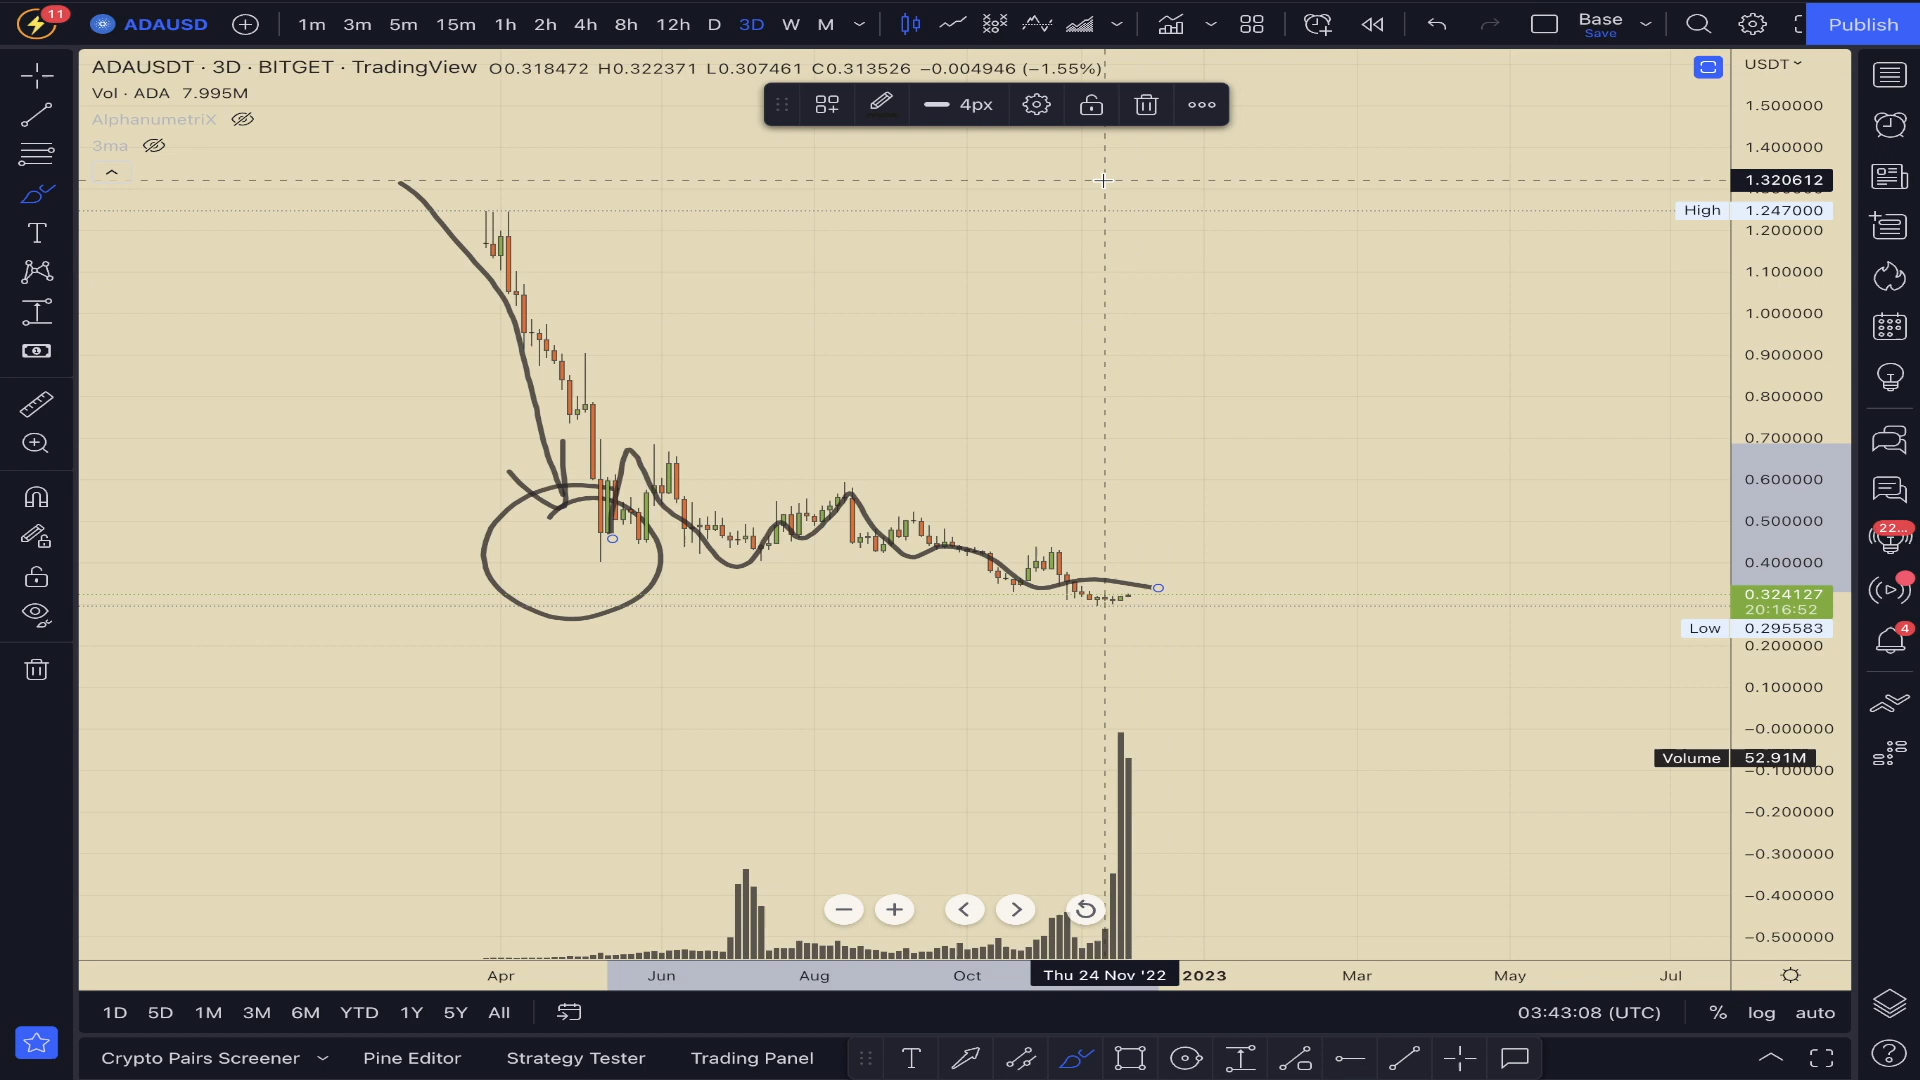 11 ADAUSD 1m 3m 5m 15m 1h 2h 4h 8h 12h D 3D W M Base Save Publish
ADAUSDT · 3D · BITGET · TradingView O0.318472 H0.322371 L0.307461 C0.313526 −0.004946 (−1.55%)
USDT
Vol · ADA 7.995M
4px
AlphanumetriX
3ma
1.500000
1.400000
1.320612
High 1.247000
1.200000
1.100000
1.000000
0.900000
0.800000
0.700000
0.600000
0.500000
22...
0.400000
0.324127
20:16:52
Low 0.295583
4
0.200000
0.100000
−0.000000
Volume 52.91M
−0.100000
−0.200000
−0.300000
−0.400000
−0.500000
Apr Jun Aug Oct Thu 24 Nov '22 2023 Mar May Jul
1D 5D 1M 3M 6M YTD 1Y 5Y All 03:43:08 (UTC) % log auto
Crypto Pairs Screener Pine Editor Strategy Tester Trading Panel